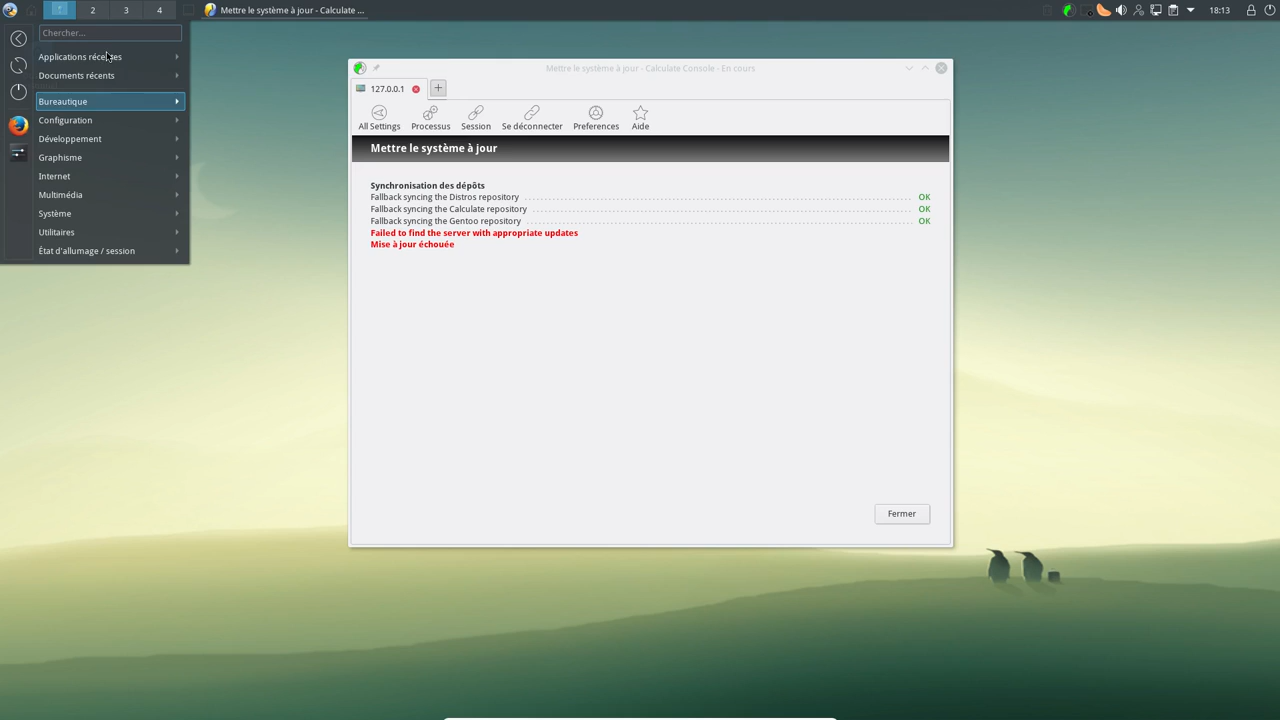 1
2
3
4
Mettre le système à jour - Calculate ...
18:13
Chercher...
Applications récentes
Documents récents
Bureautique
Configuration
Développement
Graphisme
Internet
Multimédia
Système
Utilitaires
État d'allumage / session
Mettre le système à jour - Calculate Console - En cours
127.0.0.1
+
All Settings
Processus
Session
Se déconnecter
Preferences
Aide
Mettre le système à jour
Synchronisation des dépôts
Fallback syncing the Distros repository OK
Fallback syncing the Calculate repository OK
Fallback syncing the Gentoo repository OK
Failed to find the server with appropriate updates
Mise à jour échouée
Fermer